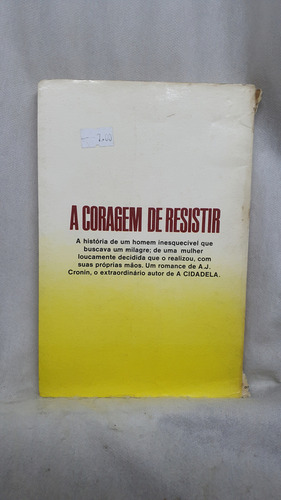 A CORAGEM DE RESISTIR
A história de um homem inesquecível que
buscava um milagre; de uma mulher
loucamente decidida que o realizou, com
suas próprias mãos. Um romance de A.J.
Cronin, o extraordinário autor de A CIDADELA.